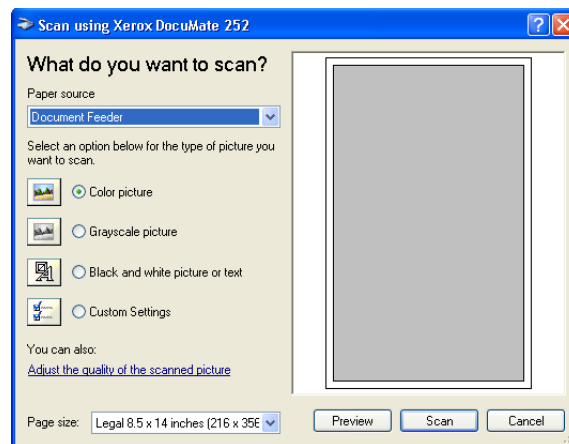 Scan using Xerox DocuMate 252
What do you want to scan?
Paper source
Document Feeder
Select an option below for the type of picture you
want to scan.
Color picture
Grayscale picture
Black and white picture or text
Custom Settings
You can also:
Adjust the quality of the scanned picture
Page size: Legal 8.5 x 14 inches (216 x 356
Preview Scan Cancel